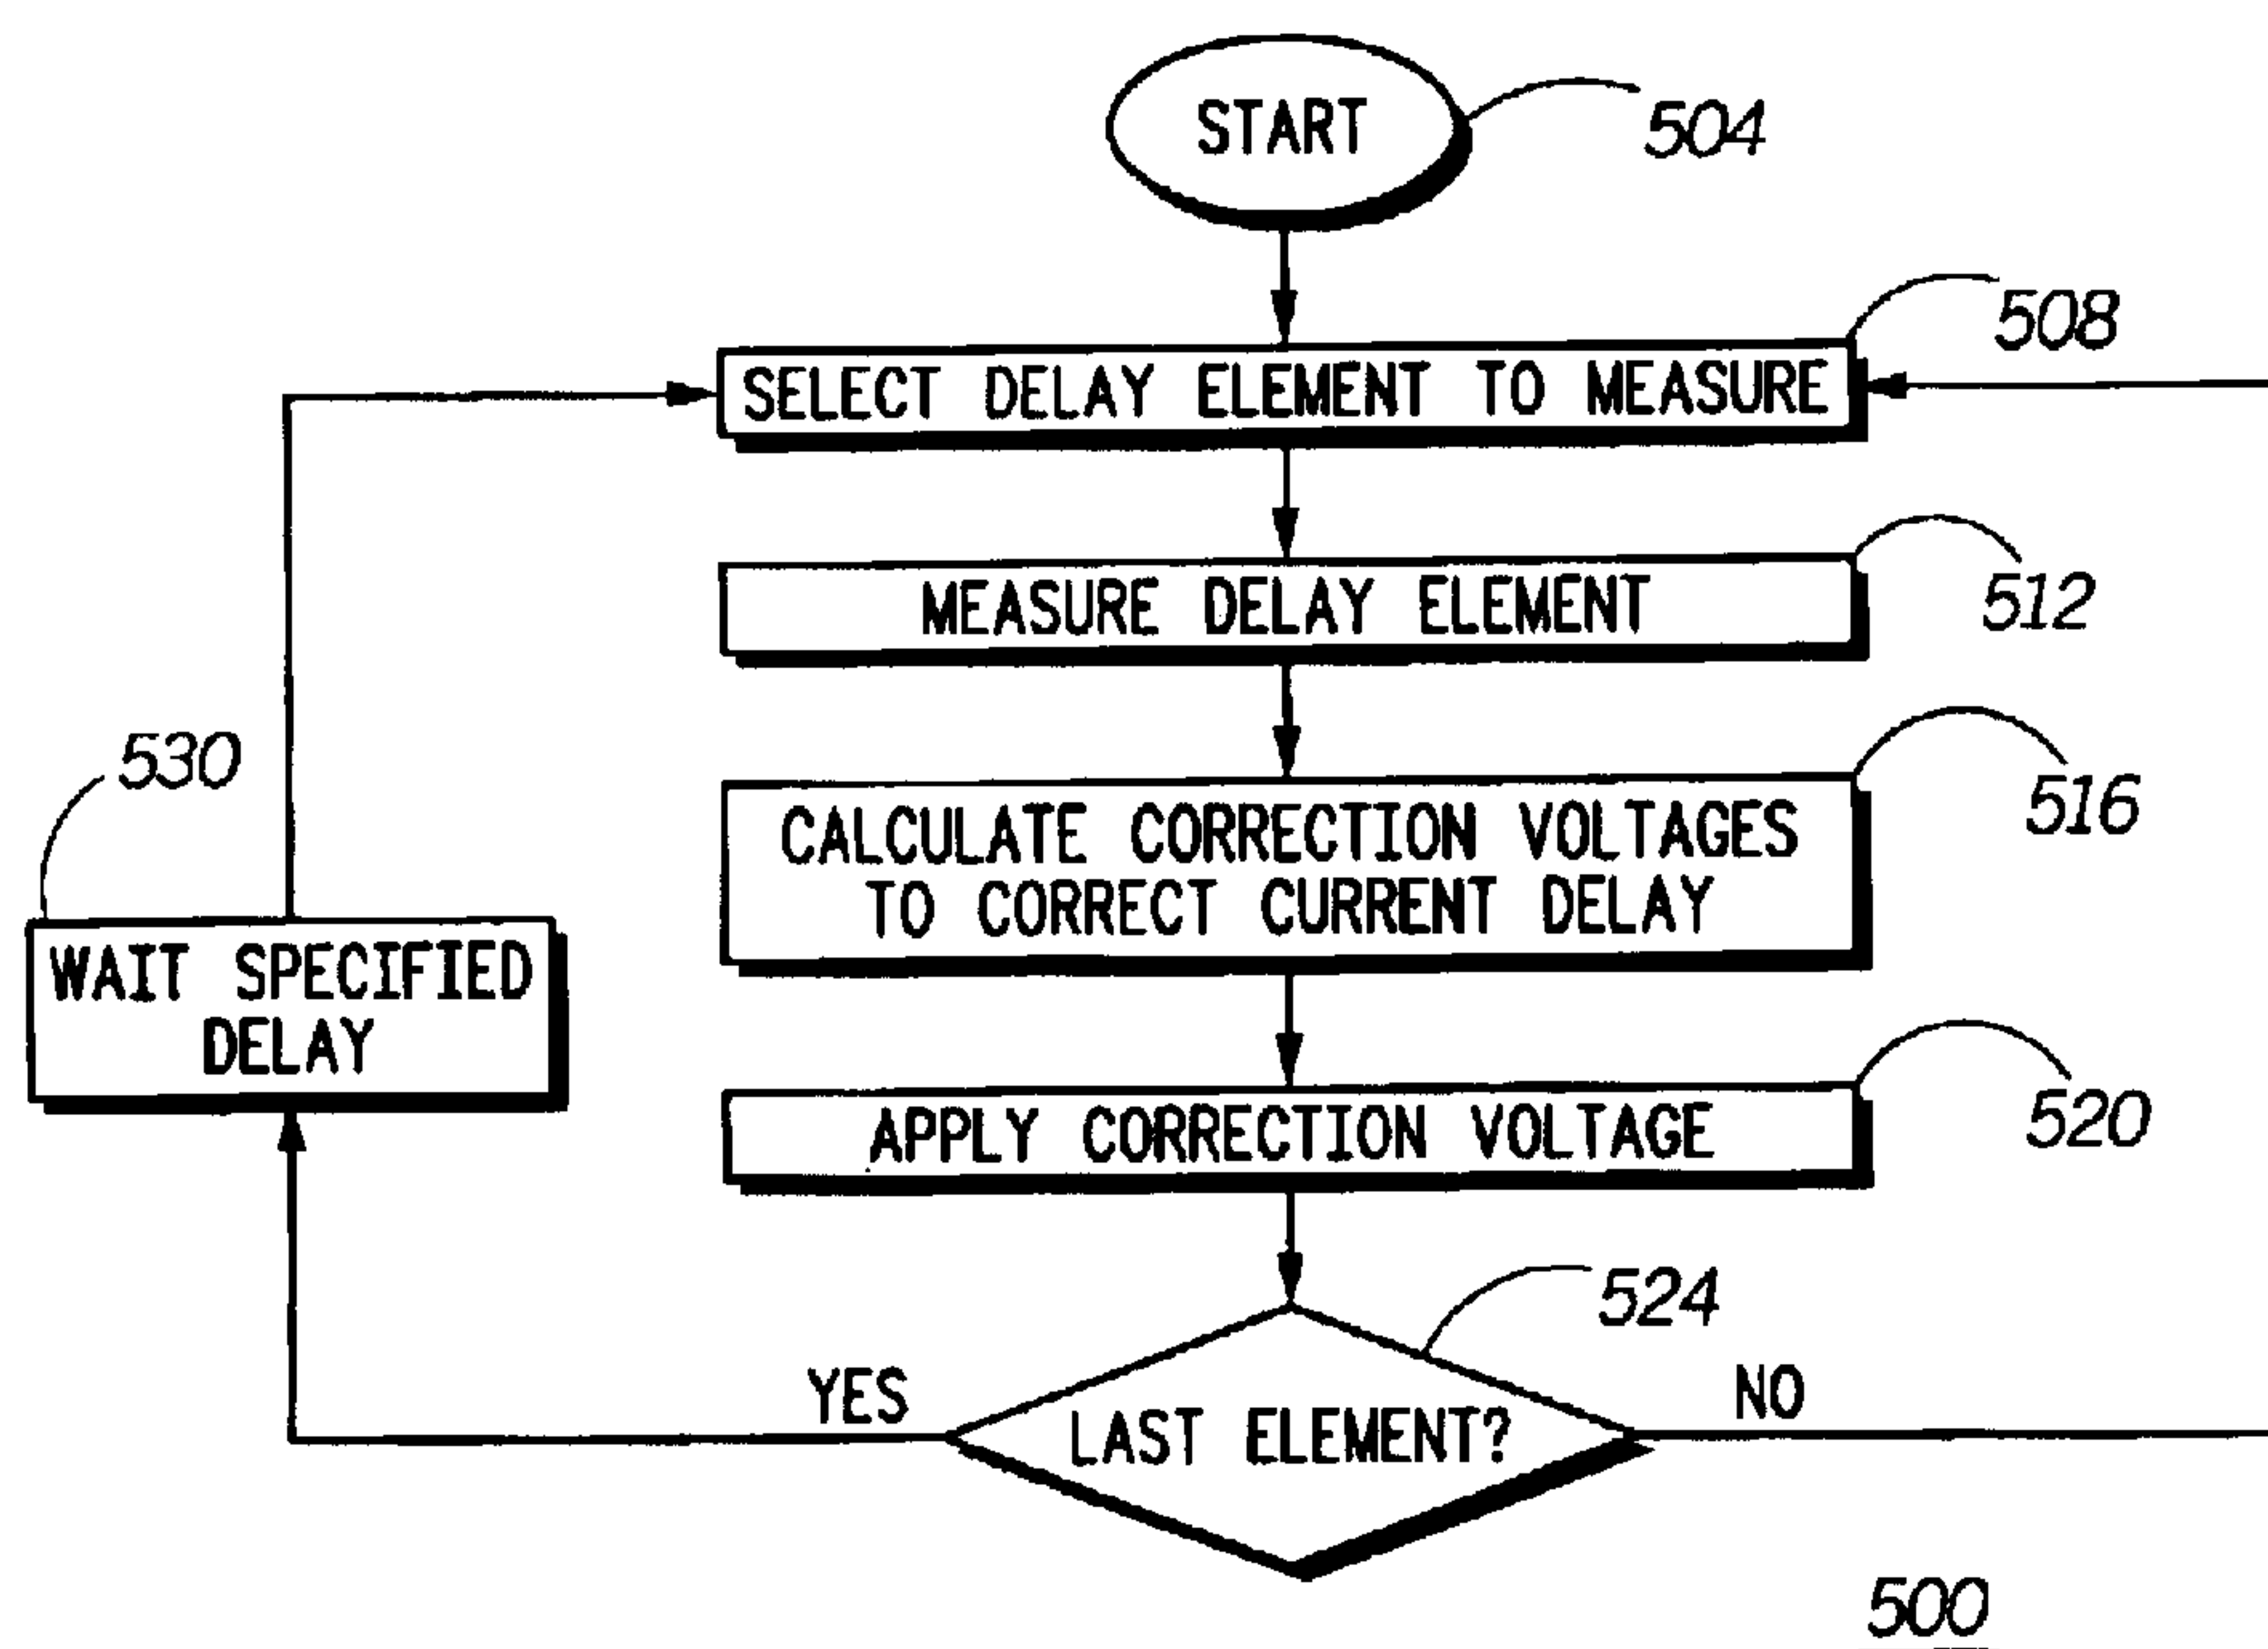 START
504
508
SELECT DELAY ELEMENT TO MEASURE
MEASURE DELAY ELEMENT
512
530
516
CALCULATE CORRECTION VOLTAGES
TO CORRECT CURRENT DELAY
WAIT SPECIFIED
DELAY
APPLY CORRECTION VOLTAGE
520
524
YES
NO
LAST ELEMENT?
500